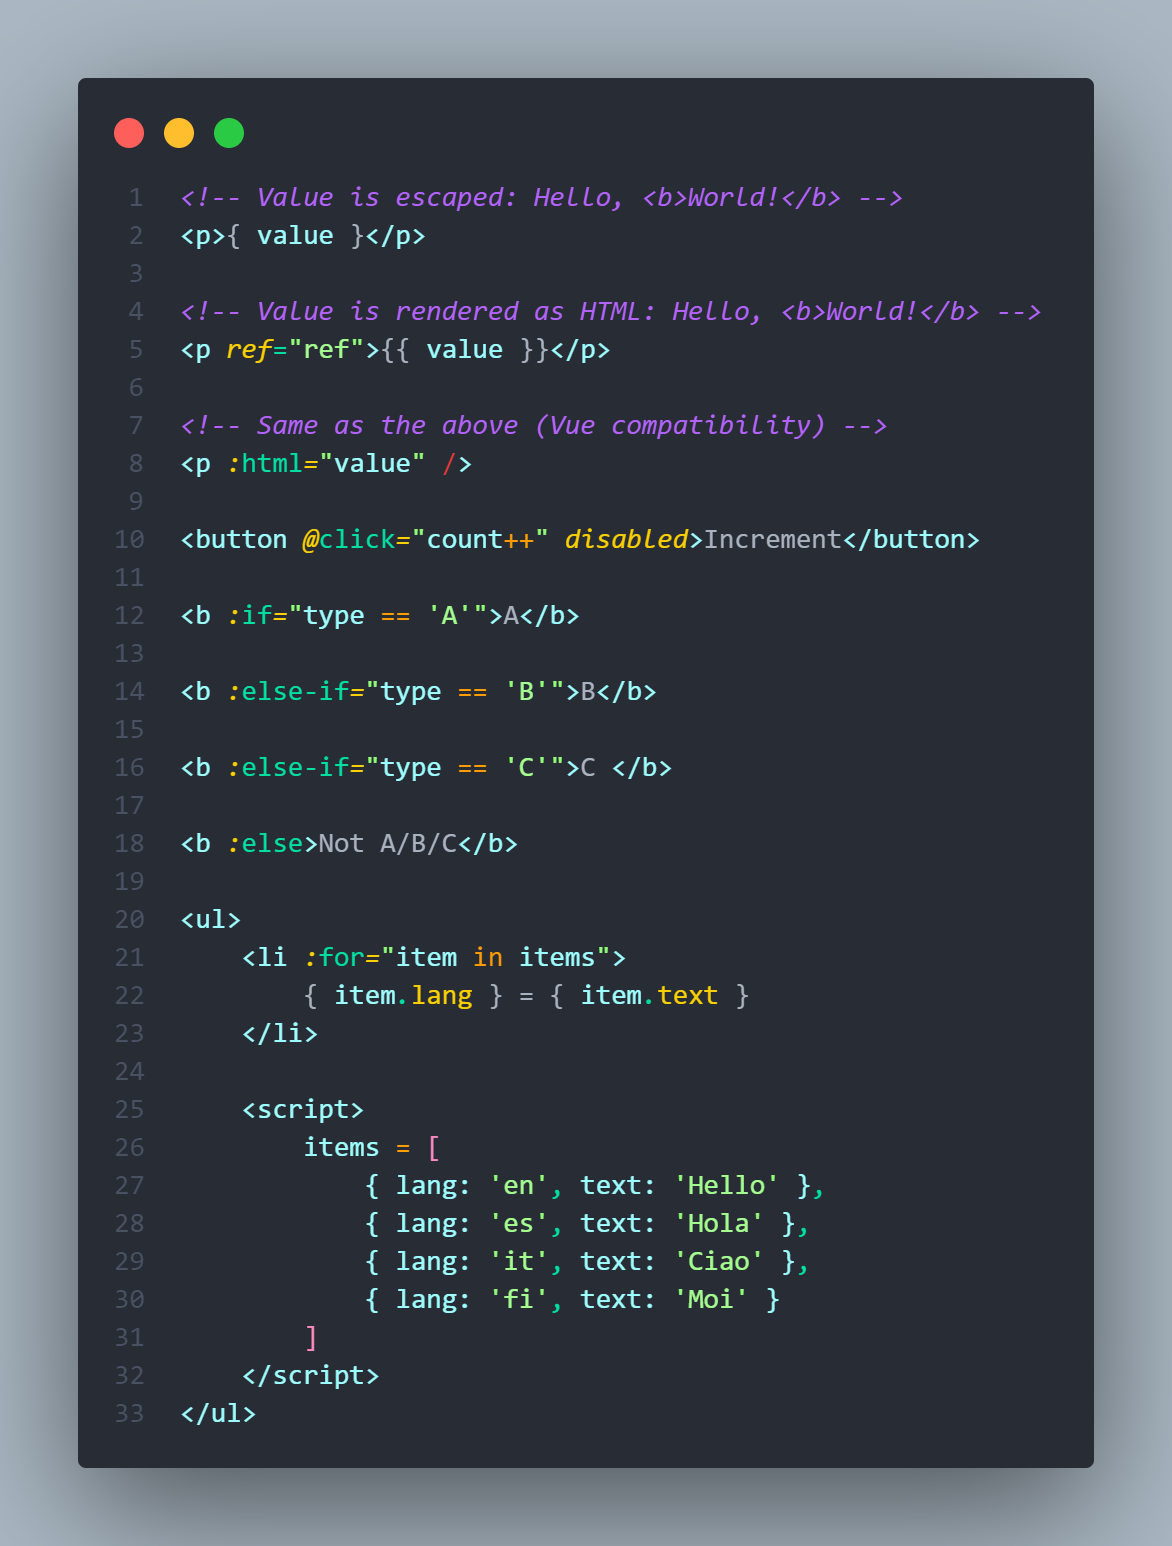 1 <!-- Value is escaped: Hello, <b>World!</b> -->
2 <p>{ value }</p>
3
4 <!-- Value is rendered as HTML: Hello, <b>World!</b> -->
5 <p ref="ref">{{ value }}</p>
6
7 <!-- Same as the above (Vue compatibility) -->
8 <p :html="value" />
9
10 <button @click="count++" disabled>Increment</button>
11
12 <b :if="type == 'A'">A</b>
13
14 <b :else-if="type == 'B'">B</b>
15
16 <b :else-if="type == 'C'">C </b>
17
18 <b :else>Not A/B/C</b>
19
20 <ul>
21     <li :for="item in items">
22         { item.lang } = { item.text }
23     </li>
24
25     <script>
26         items = [
27             { lang: 'en', text: 'Hello' },
28             { lang: 'es', text: 'Hola' },
29             { lang: 'it', text: 'Ciao' },
30             { lang: 'fi', text: 'Moi' }
31         ]
32     </script>
33 </ul>